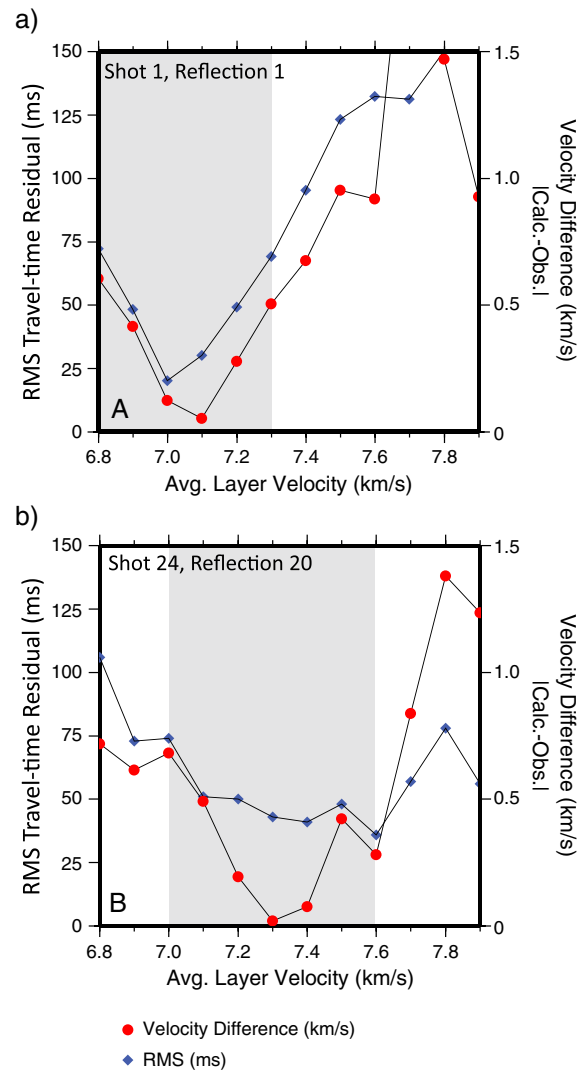 a)
Shot 1, Reflection 1
150
125
100
75
50
25
0
RMS Travel-time Residual (ms)
1.5
1.0
0.5
0
Velocity Difference (km/s)
|Calc.-Obs.|
A
6.8 7.0 7.2 7.4 7.6 7.8
Avg. Layer Velocity (km/s)
b)
Shot 24, Reflection 20
150
125
100
75
50
25
0
RMS Travel-time Residual (ms)
1.5
1.0
0.5
0
Velocity Difference (km/s)
|Calc.-Obs.|
B
6.8 7.0 7.2 7.4 7.6 7.8
Avg. Layer Velocity (km/s)
Velocity Difference (km/s)
RMS (ms)